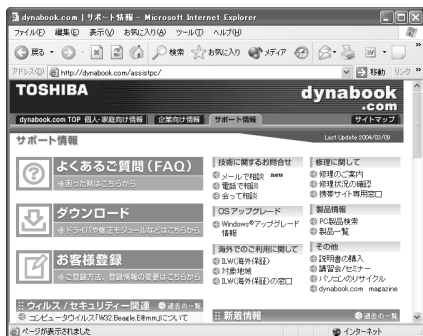 dynabook.com | サポート情報 - Microsoft Internet Explorer
ファイル(F) 編集(E) 表示(V) お気に入り(A) ツール(T) ヘルプ(H)
戻る 検索 お気に入り メディア
アドレス(D) http://dynabook.com/assistpc/ 移動 リンク
TOSHIBA dynabook.com
dynabook.com TOP 個人・家庭向け情報 企業向け情報 サポート情報 サイトマップ
サポート情報 Last Update 2004/03/09
よくあるご質問(FAQ)
※困った時はこちらから
ダウンロード
※ドライバや修正モジュールなどはこちらから
お客様登録
※ご登録方法、登録情報の変更はこちらから
技術に関するお問合せ
メールで相談 new
電話で相談
会って相談
OSアップグレード
Windows®アップグレード情報
海外でのご利用に関して
ILW(海外保証)
対象地域
ILW(海外保証)の窓口
修理に関して
修理のご案内
修理状況の確認
携帯サイト専用窓口
製品情報
PC製品検索
製品一覧
その他
説明書の購入
講習会/セミナー
パソコンのリサイクル
dynabook.com magazine
ウイルス/セキュリティー関連 過去の一覧
コンピュータウイルス「W32.Beagle.E@mm」について
新着情報 過去の一覧
ページが表示されました インターネット